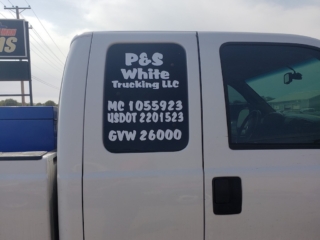 P&S
White
Trucking LLC
MC 1055923
USDOT 2201523
GVW 26000